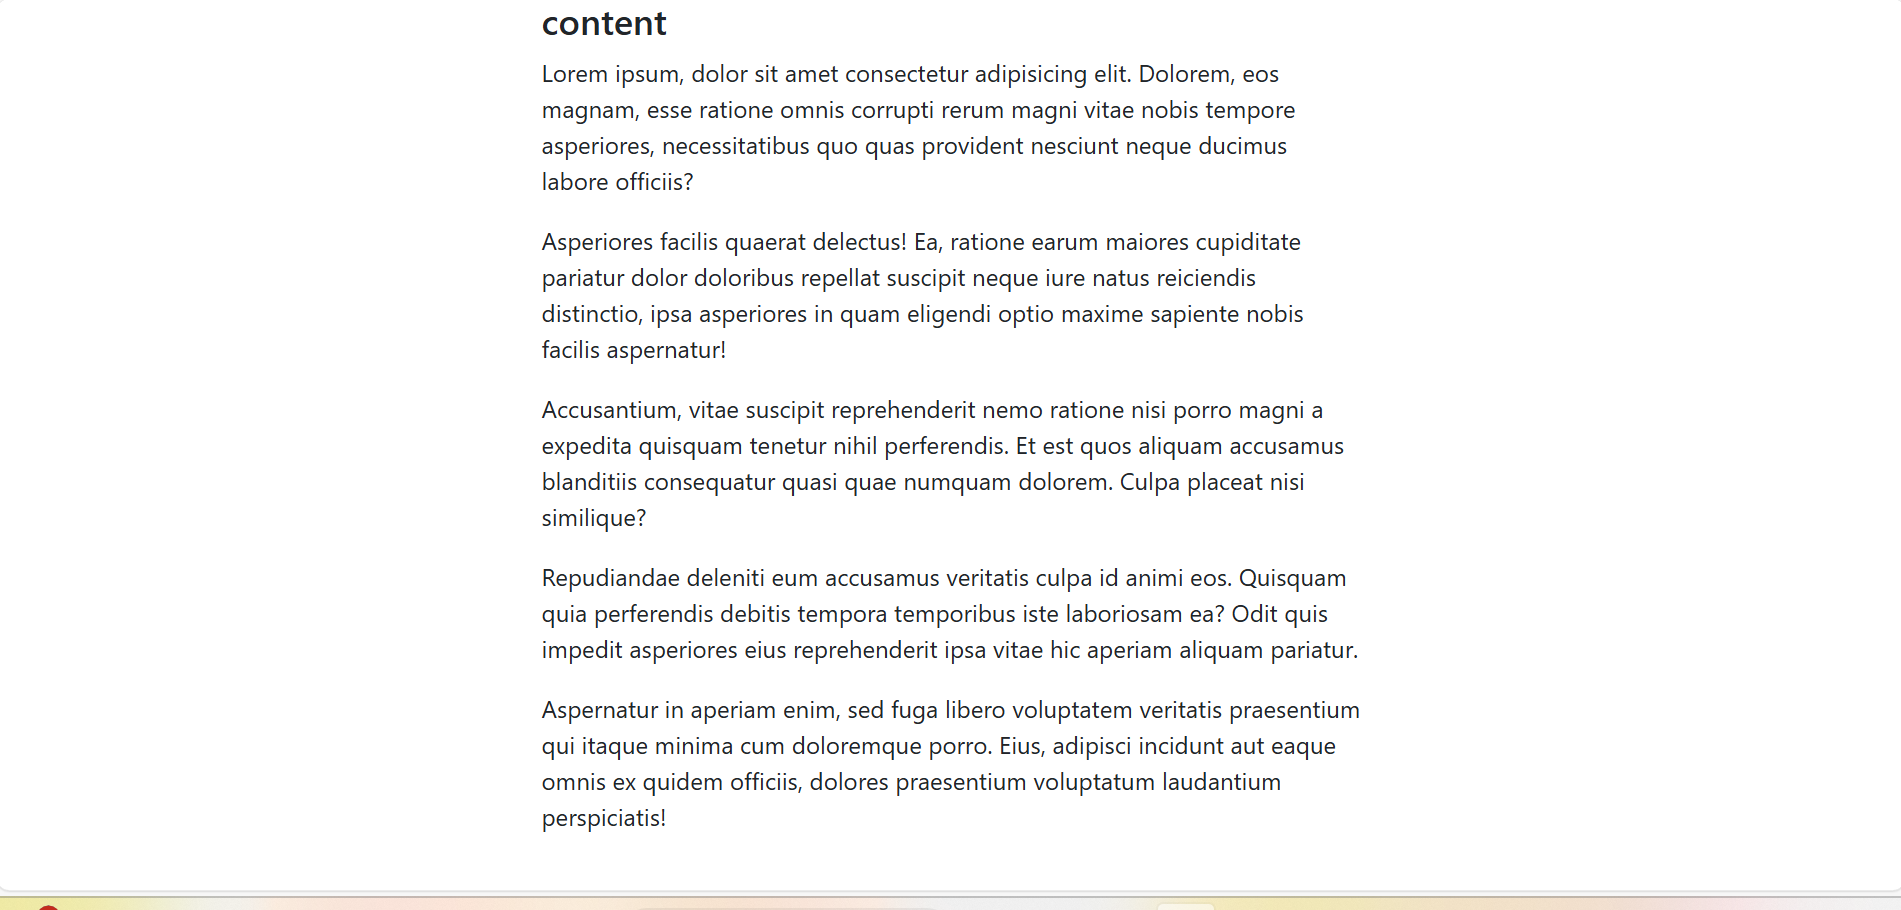 content
Lorem ipsum, dolor sit amet consectetur adipisicing elit. Dolorem, eos
magnam, esse ratione omnis corrupti rerum magni vitae nobis tempore
asperiores, necessitatibus quo quas provident nesciunt neque ducimus
labore officiis?
Asperiores facilis quaerat delectus! Ea, ratione earum maiores cupiditate
pariatur dolor doloribus repellat suscipit neque iure natus reiciendis
distinctio, ipsa asperiores in quam eligendi optio maxime sapiente nobis
facilis aspernatur!
Accusantium, vitae suscipit reprehenderit nemo ratione nisi porro magni a
expedita quisquam tenetur nihil perferendis. Et est quos aliquam accusamus
blanditiis consequatur quasi quae numquam dolorem. Culpa placeat nisi
similique?
Repudiandae deleniti eum accusamus veritatis culpa id animi eos. Quisquam
quia perferendis debitis tempora temporibus iste laboriosam ea? Odit quis
impedit asperiores eius reprehenderit ipsa vitae hic aperiam aliquam pariatur.
Aspernatur in aperiam enim, sed fuga libero voluptatem veritatis praesentium
qui itaque minima cum doloremque porro. Eius, adipisci incidunt aut eaque
omnis ex quidem officiis, dolores praesentium voluptatum laudantium
perspiciatis!